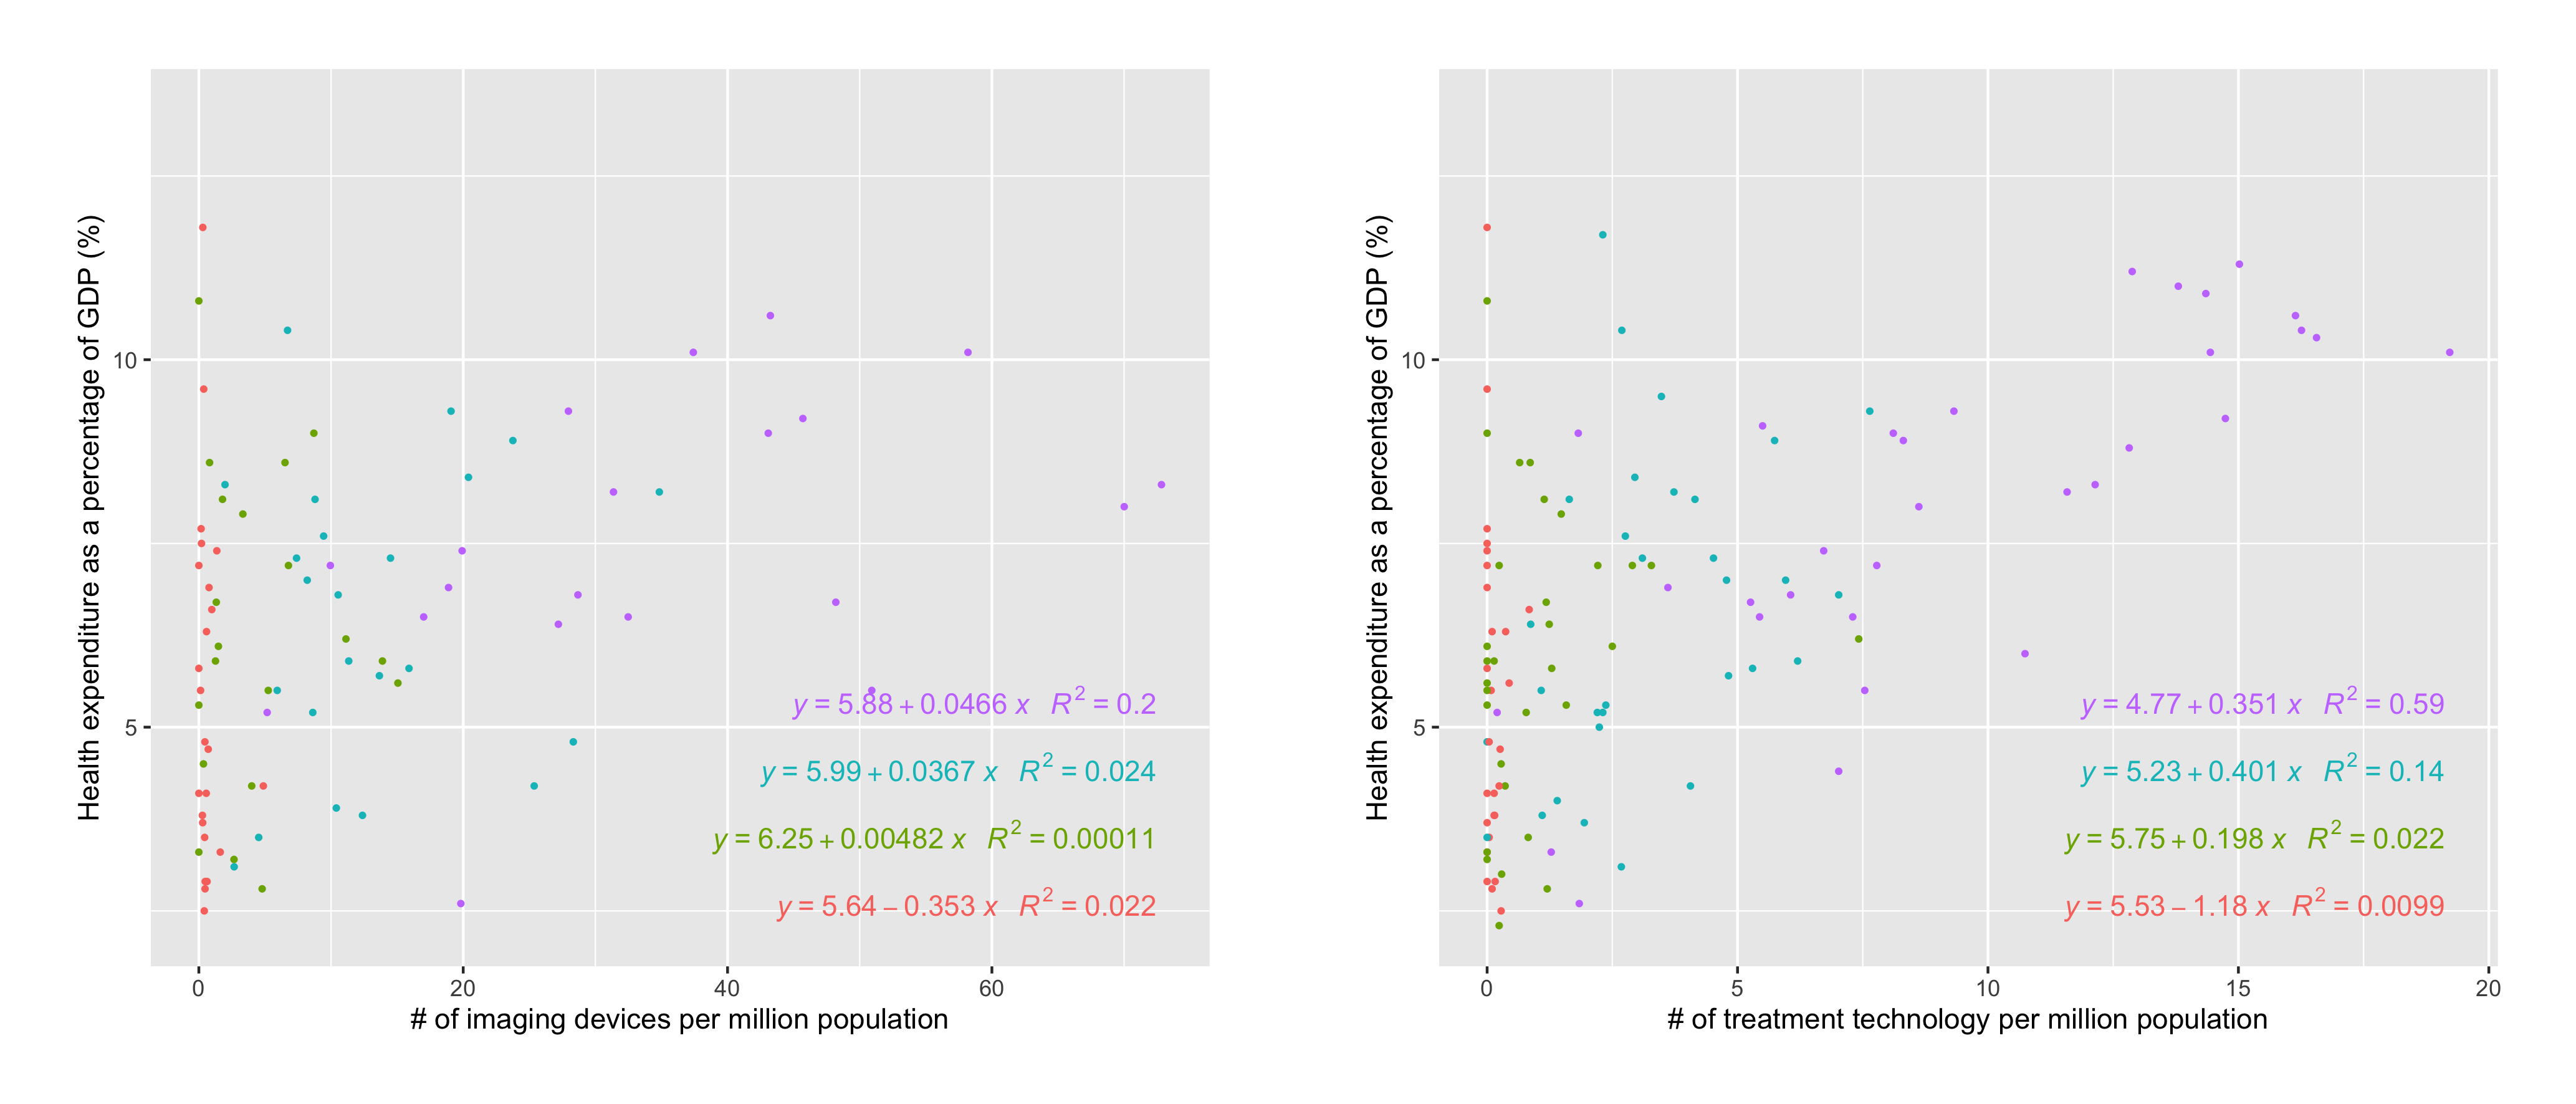 Health expenditure as a percentage of GDP (%)
10
5
y = 5.88 + 0.0466 x R² = 0.2
y = 5.99 + 0.0367 x R² = 0.024
y = 6.25 + 0.00482 x R² = 0.00011
y = 5.64 – 0.353 x R² = 0.022
0 20 40 60
# of imaging devices per million population
Health expenditure as a percentage of GDP (%)
10
5
y = 4.77 + 0.351 x R² = 0.59
y = 5.23 + 0.401 x R² = 0.14
y = 5.75 + 0.198 x R² = 0.022
y = 5.53 – 1.18 x R² = 0.0099
0 5 10 15 20
# of treatment technology per million population